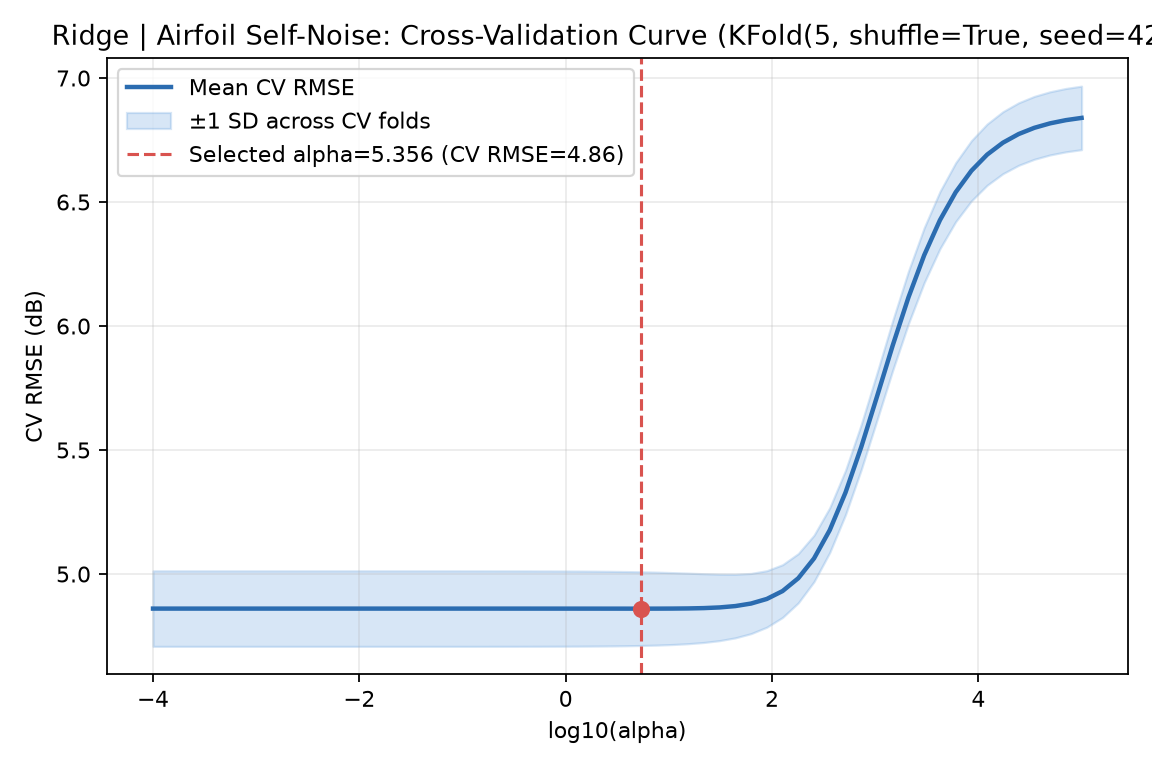 Ridge | Airfoil Self-Noise: Cross-Validation Curve (KFold(5, shuffle=True, seed=42
Mean CV RMSE
±1 SD across CV folds
Selected alpha=5.356 (CV RMSE=4.86)
CV RMSE (dB)
7.0
6.5
6.0
5.5
5.0
−4
−2
0
2
4
log10(alpha)